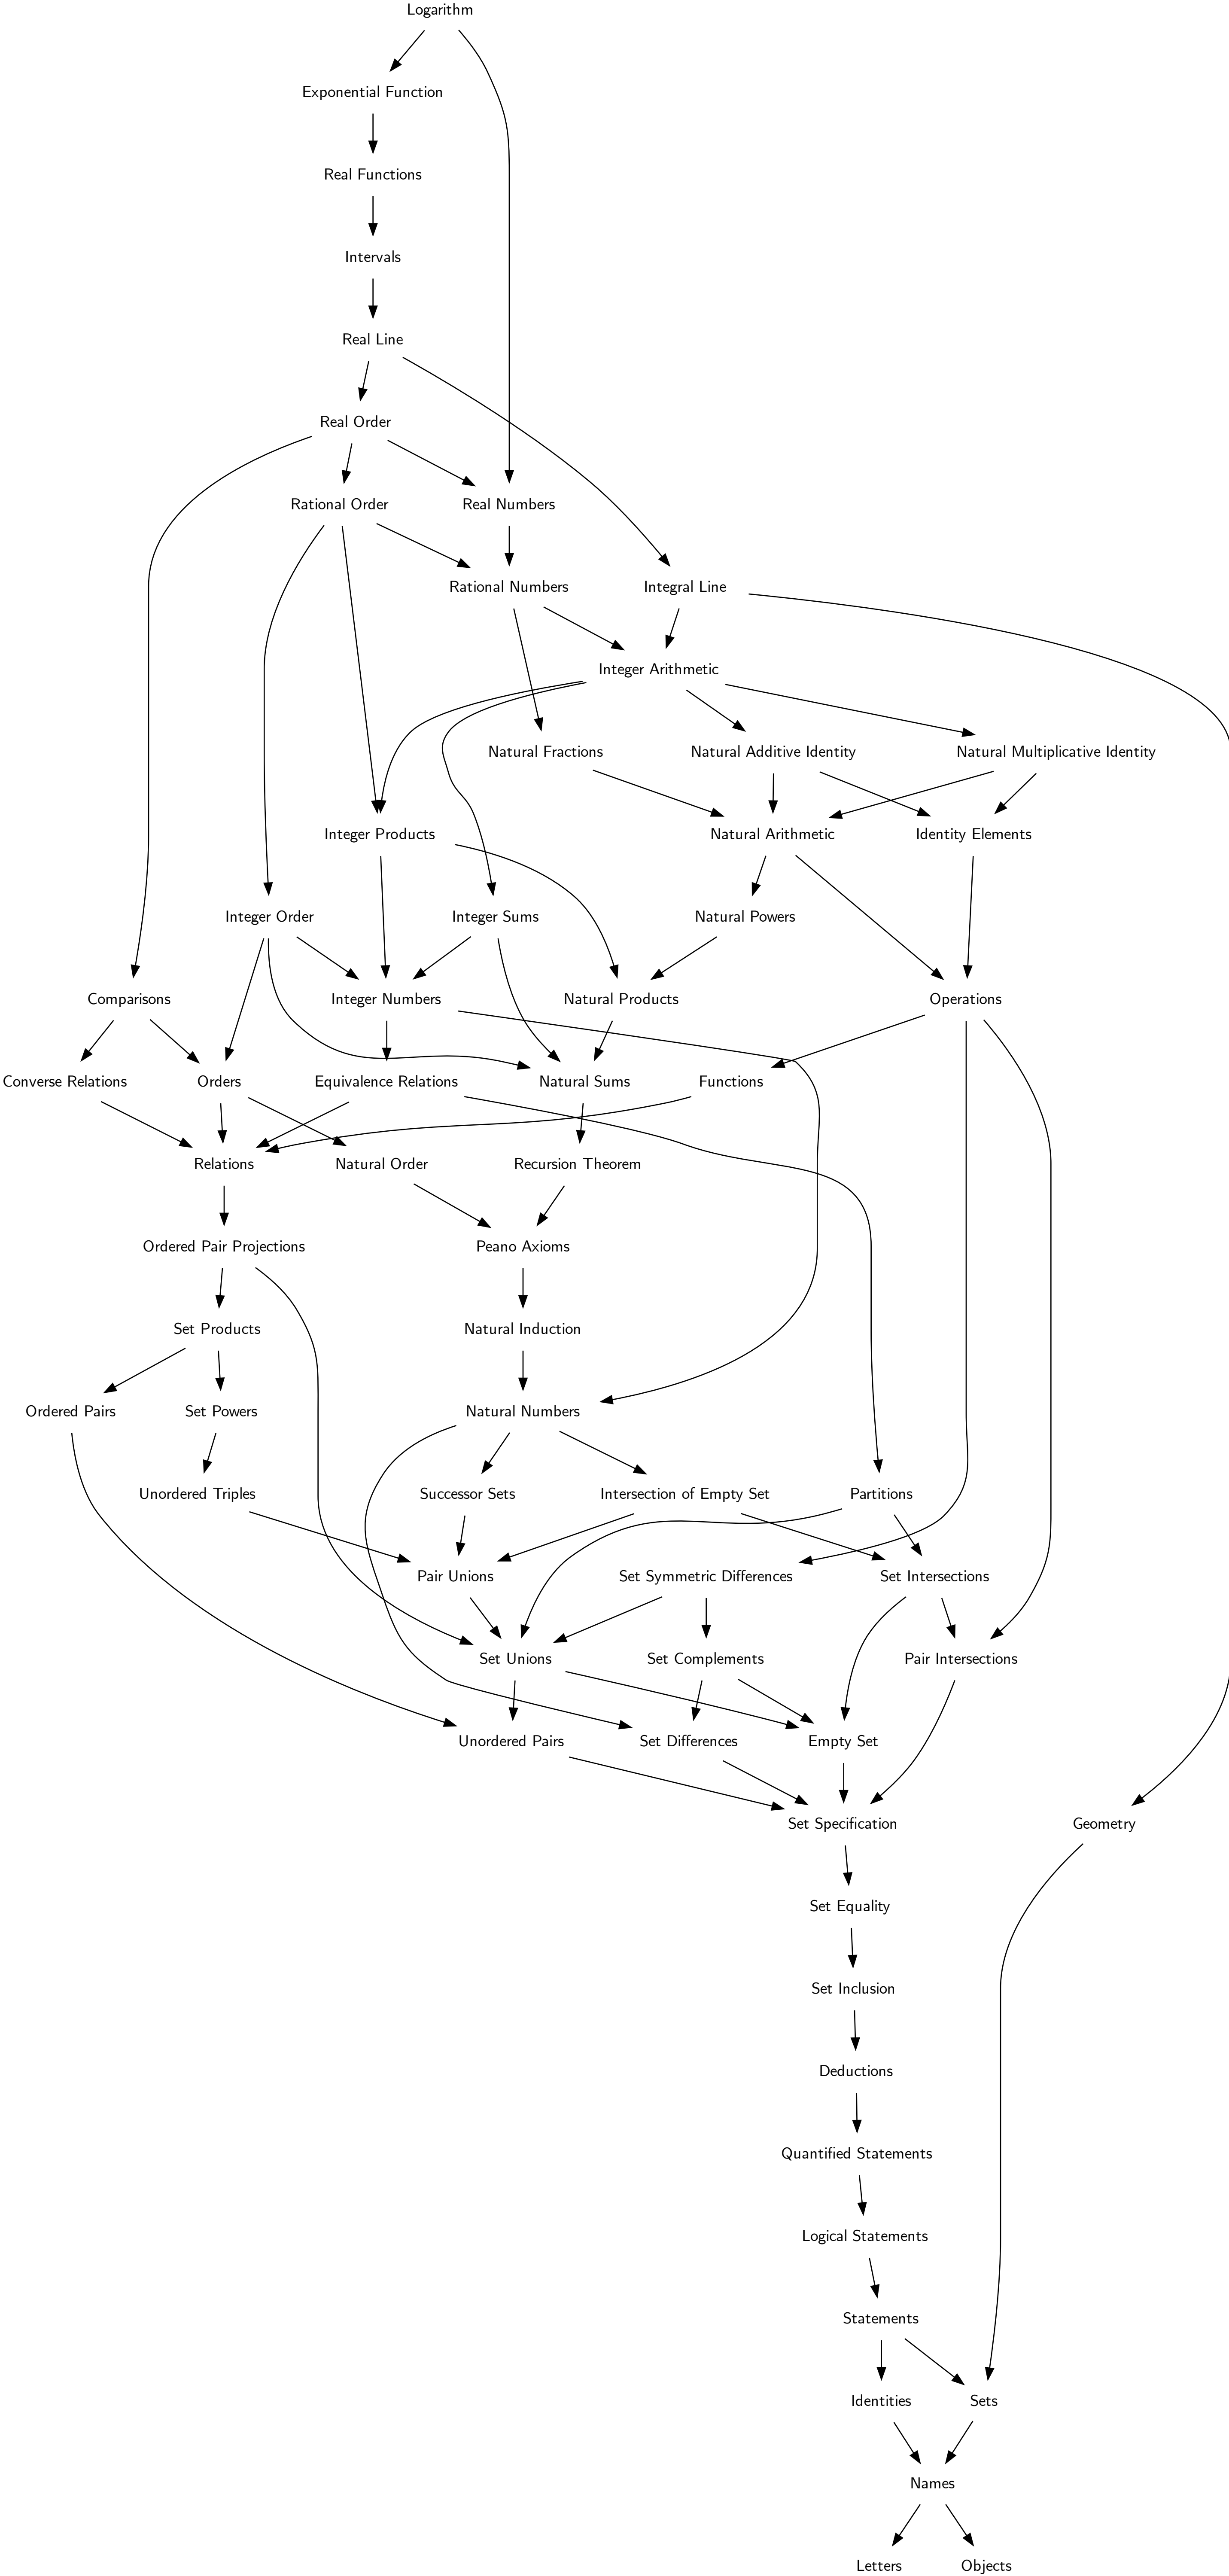 Logarithm
Exponential Function
Real Functions
Intervals
Real Line
Real Order
Rational Order
Real Numbers
Rational Numbers
Integral Line
Integer Arithmetic
Natural Fractions
Natural Additive Identity
Natural Multiplicative Identity
Integer Products
Natural Arithmetic
Identity Elements
Integer Order
Integer Sums
Natural Powers
Comparisons
Integer Numbers
Natural Products
Operations
Converse Relations
Orders
Equivalence Relations
Natural Sums
Functions
Relations
Natural Order
Recursion Theorem
Ordered Pair Projections
Peano Axioms
Set Products
Natural Induction
Ordered Pairs
Set Powers
Natural Numbers
Unordered Triples
Successor Sets
Intersection of Empty Set
Partitions
Pair Unions
Set Symmetric Differences
Set Intersections
Set Unions
Set Complements
Pair Intersections
Unordered Pairs
Set Differences
Empty Set
Set Specification
Geometry
Set Equality
Set Inclusion
Deductions
Quantified Statements
Logical Statements
Statements
Identities
Sets
Names
Letters
Objects